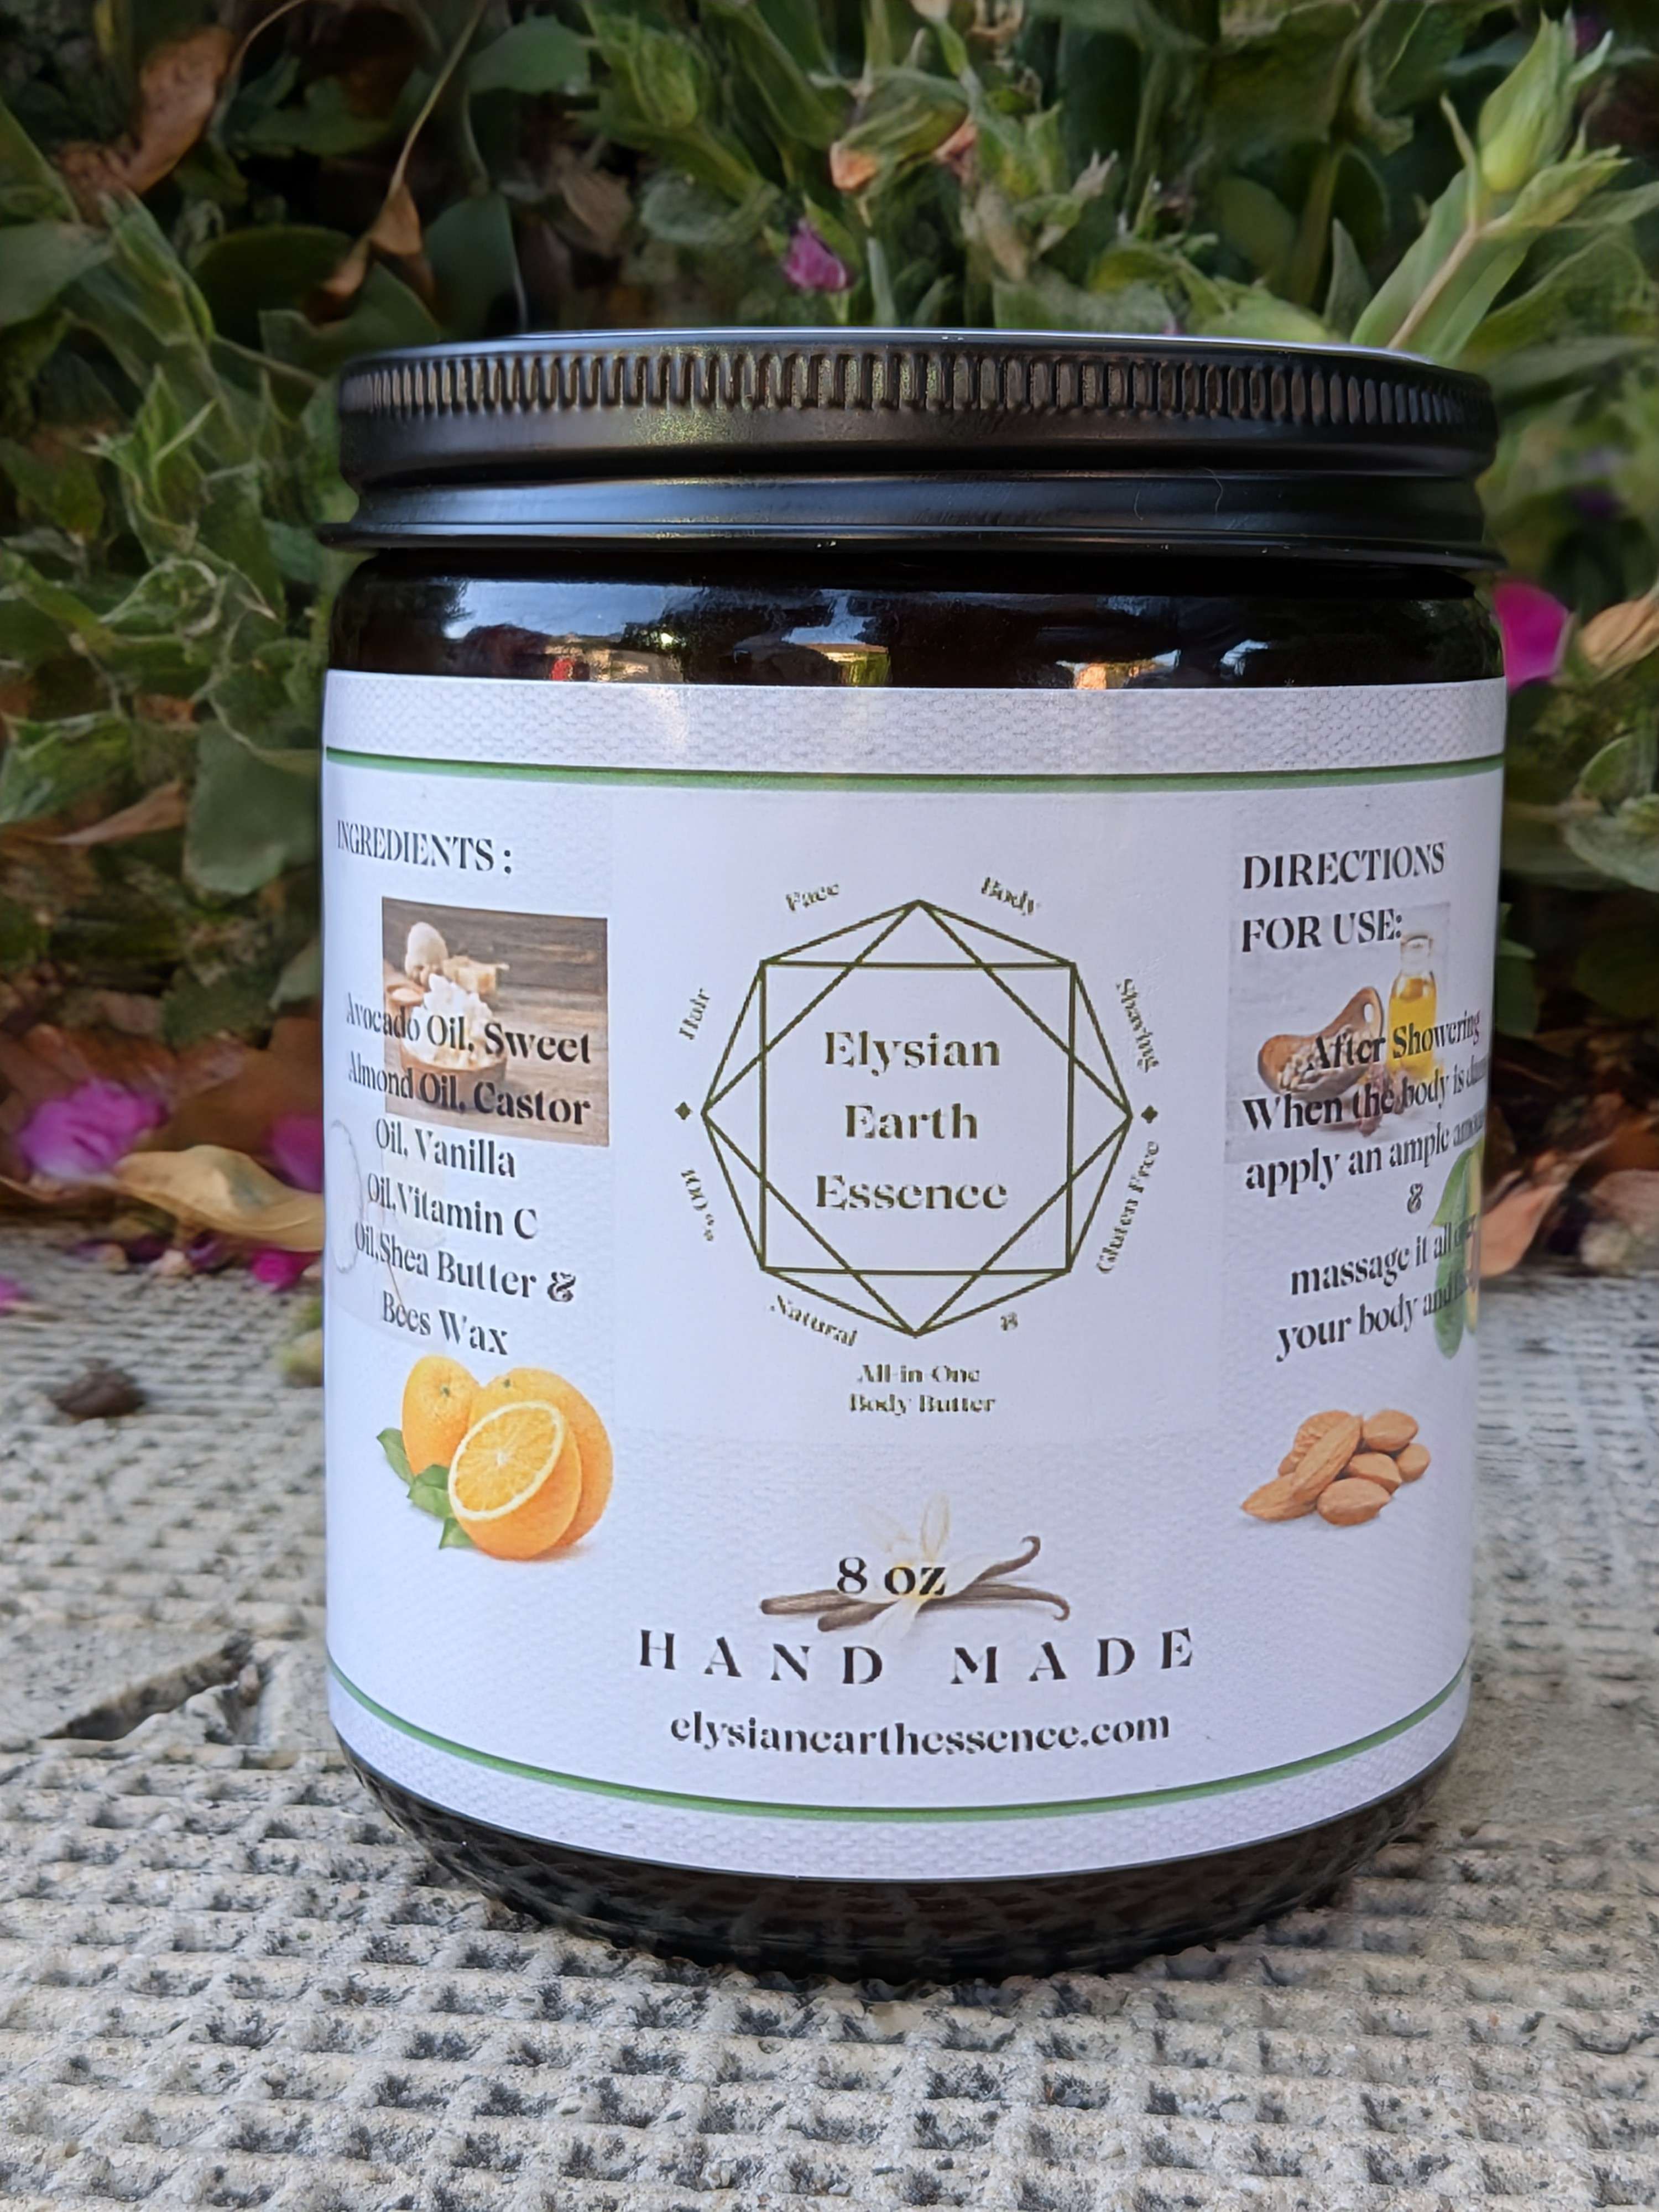 INGREDIENTS :
Avocado Oil, Sweet
Almond Oil, Castor
Oil, Vanilla
Oil,Vitamin C
Oil,Shea Butter &
Bees Wax
Face
Body
Hair
Shaving
Elysian
Earth
Essence
100%
Natural
&
Gluten Free
All-in-One
Body Butter
8 oz
HAND MADE
elysianearthessence.com
DIRECTIONS
FOR USE:
After Showering
When the body is
apply an ample
&
massage it all
your body and